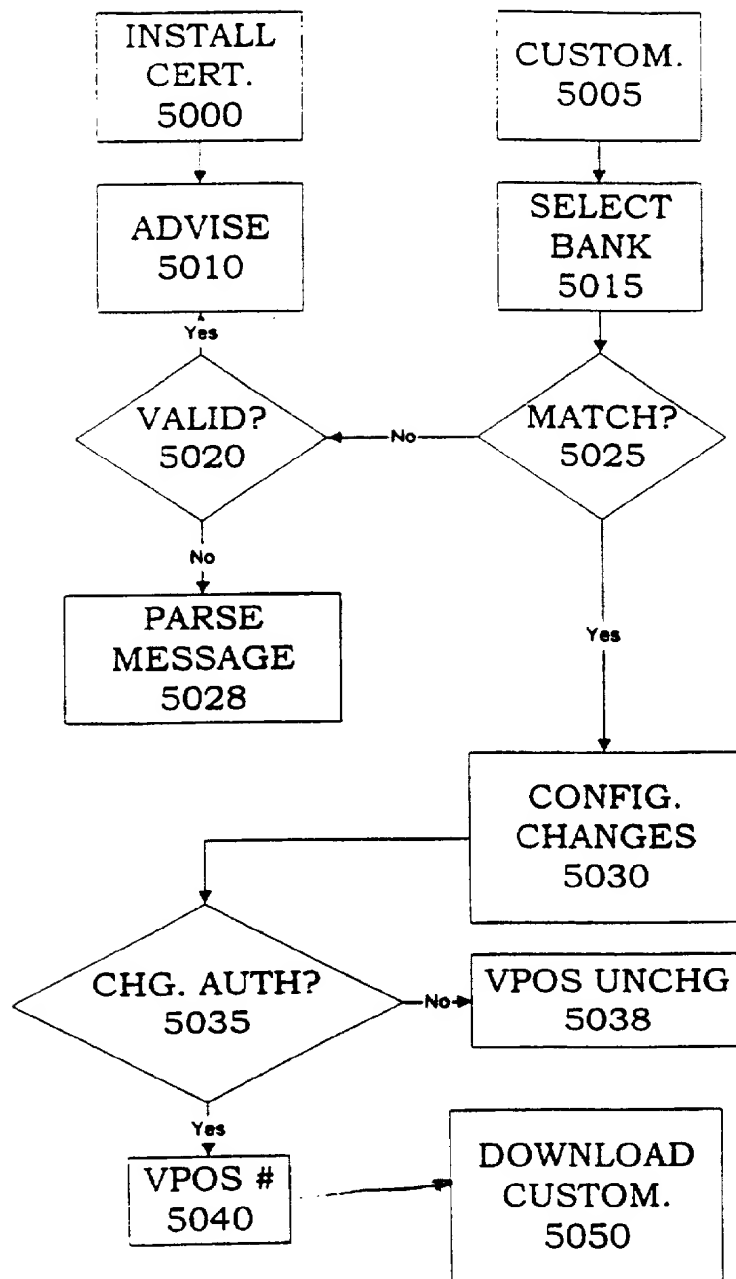 INSTALL
CERT.
5000
CUSTOM.
5005
ADVISE
5010
SELECT
BANK
5015
Yes
VALID?
5020
No
MATCH?
5025
No
PARSE
MESSAGE
5028
Yes
CONFIG.
CHANGES
5030
CHG. AUTH?
5035
No
VPOS UNCHG
5038
Yes
VPOS #
5040
DOWNLOAD
CUSTOM.
5050